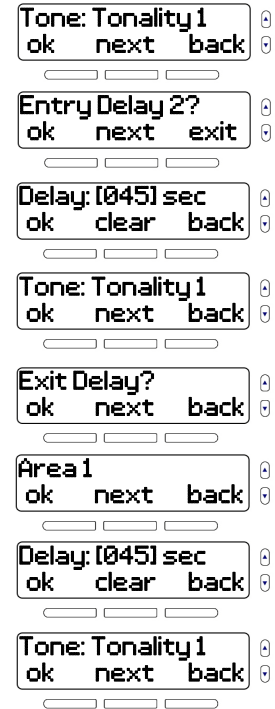 Tone: Tonality 1
ok next back
Entry Delay 2?
ok next exit
Delay: [045] sec
ok clear back
Tone: Tonality 1
ok next back
Exit Delay?
ok next back
Area 1
ok next back
Delay: [045] sec
ok clear back
Tone: Tonality 1
ok next back